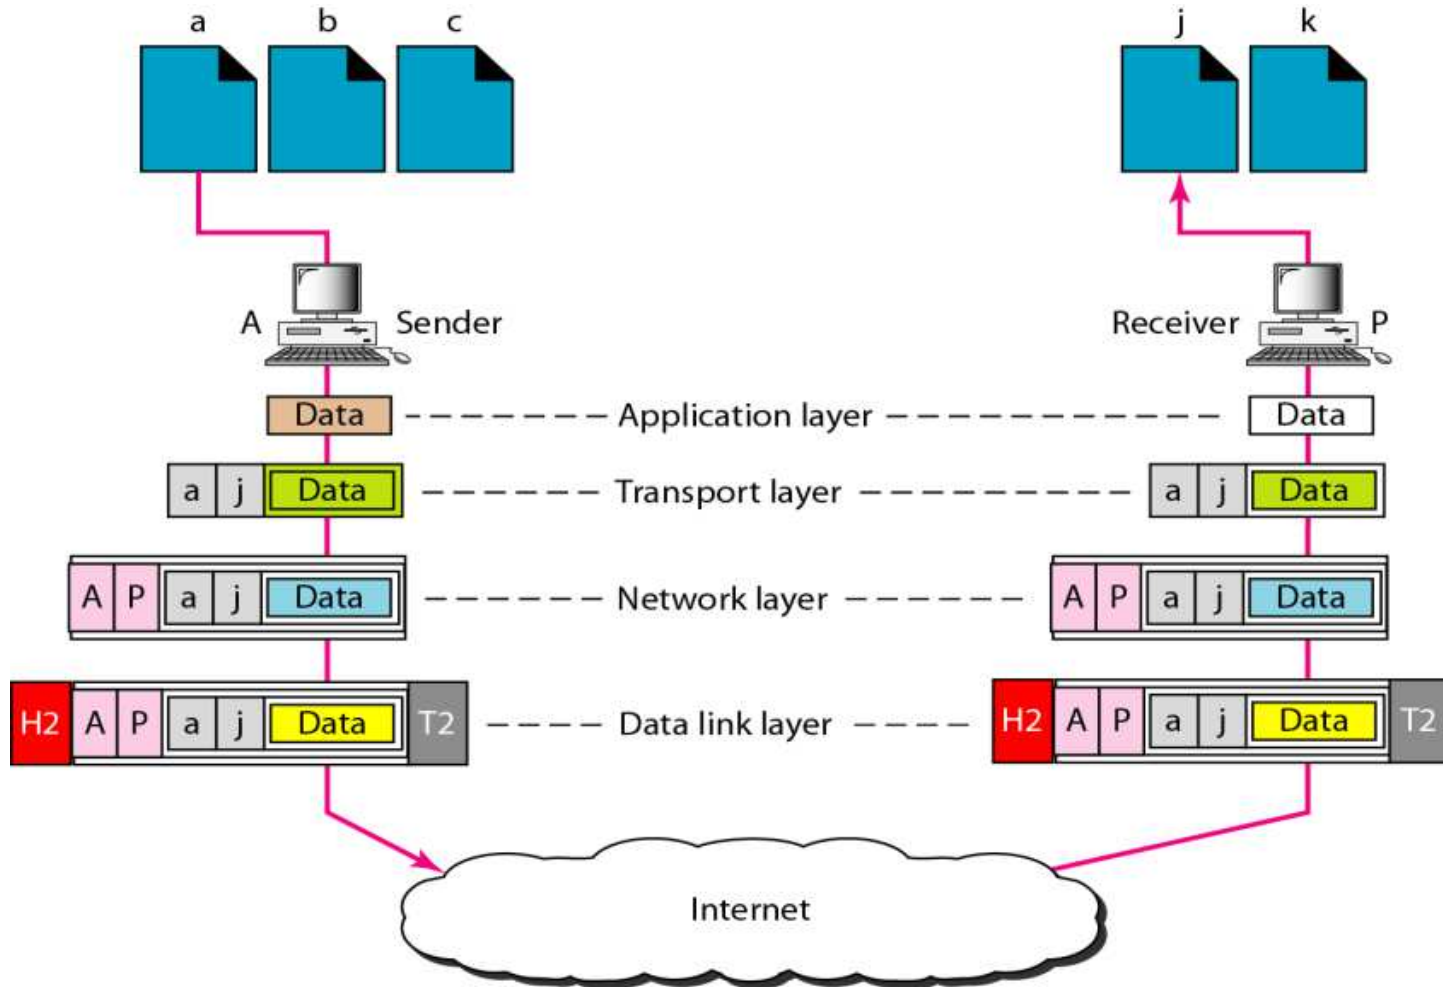 a b c j k
A Sender Receiver P
Data Application layer Data
a j Data Transport layer a j Data
A P a j Data Network layer A P a j Data
H2 A P a j Data T2 Data link layer H2 A P a j Data T2
Internet